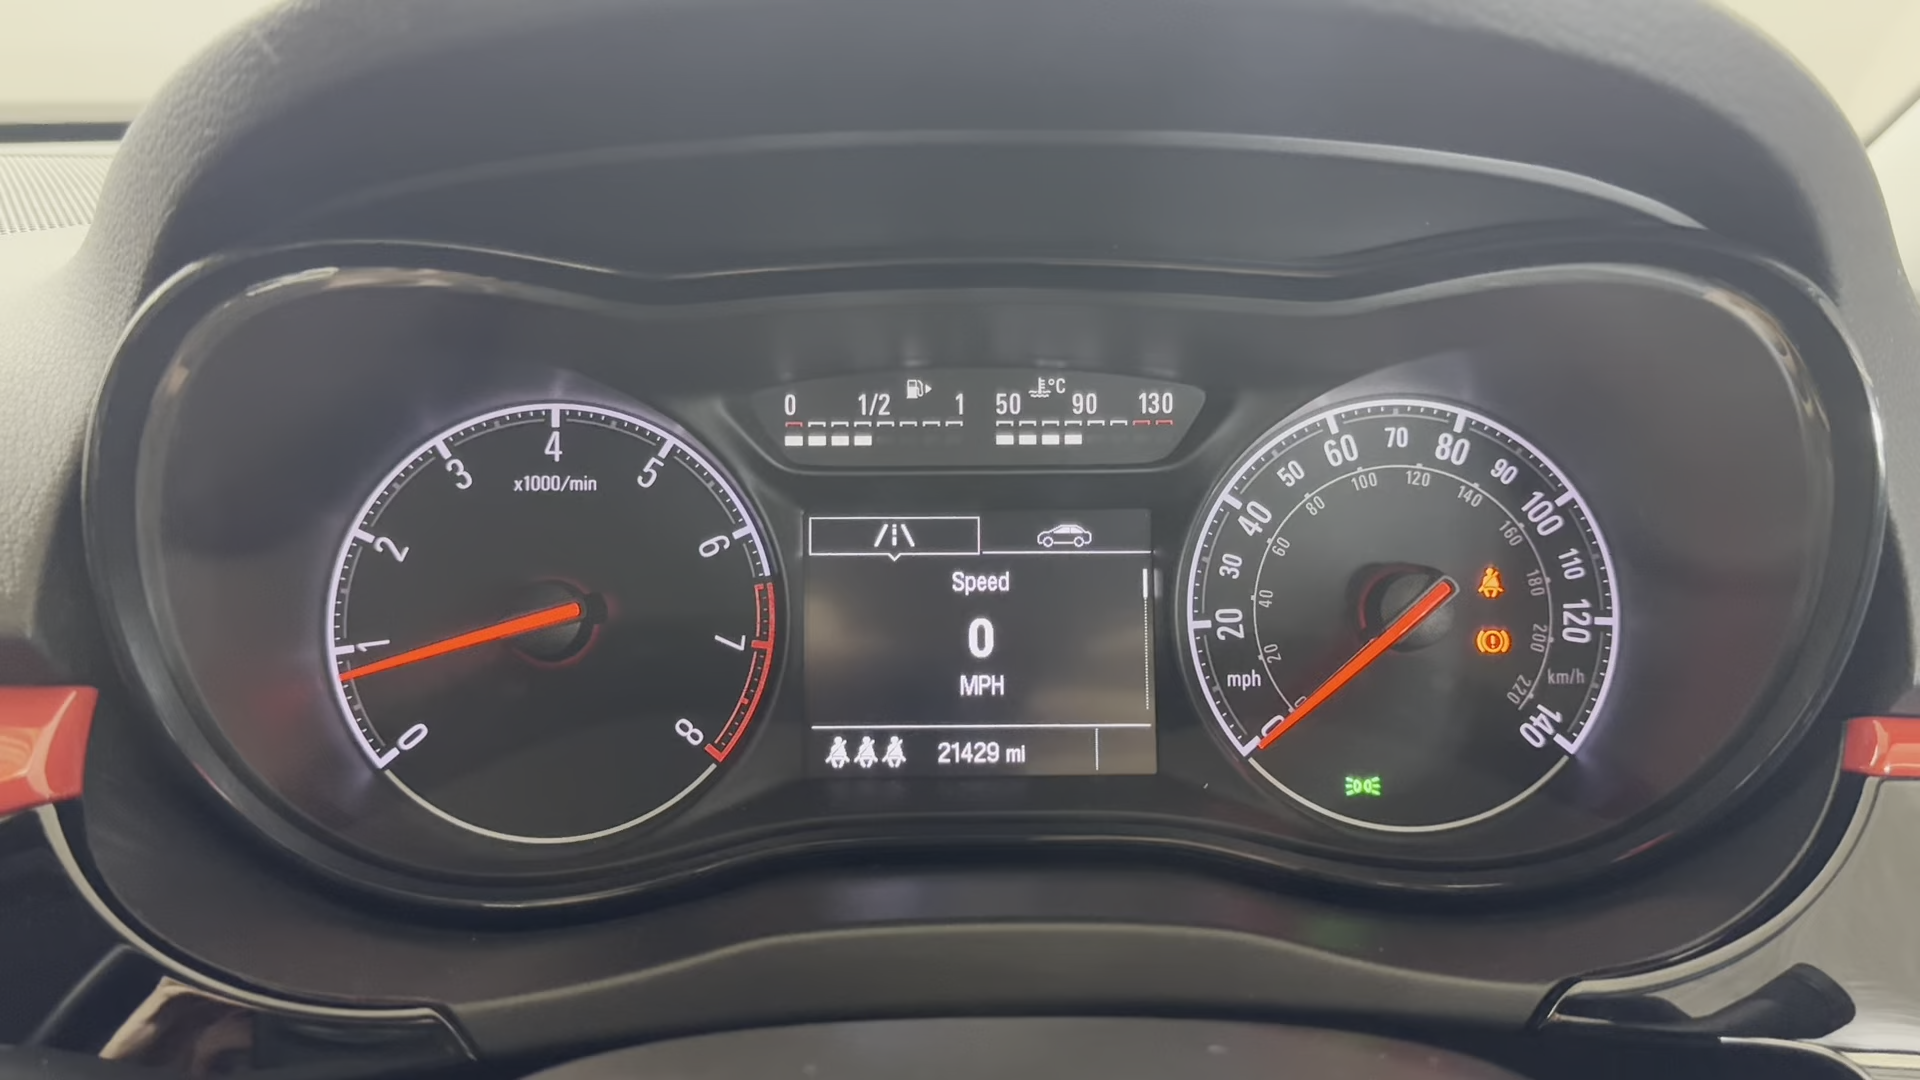 0 1/2 1
50 °C 90 130
0 1 2 3 4 5 6 7 8
x1000/min
Speed
0
MPH
21429 mi
0 20 30 40 50 60 70 80 90 100 110 120 140
mph
0 20 40 60 80 100 120 140 160 180 200 220
km/h